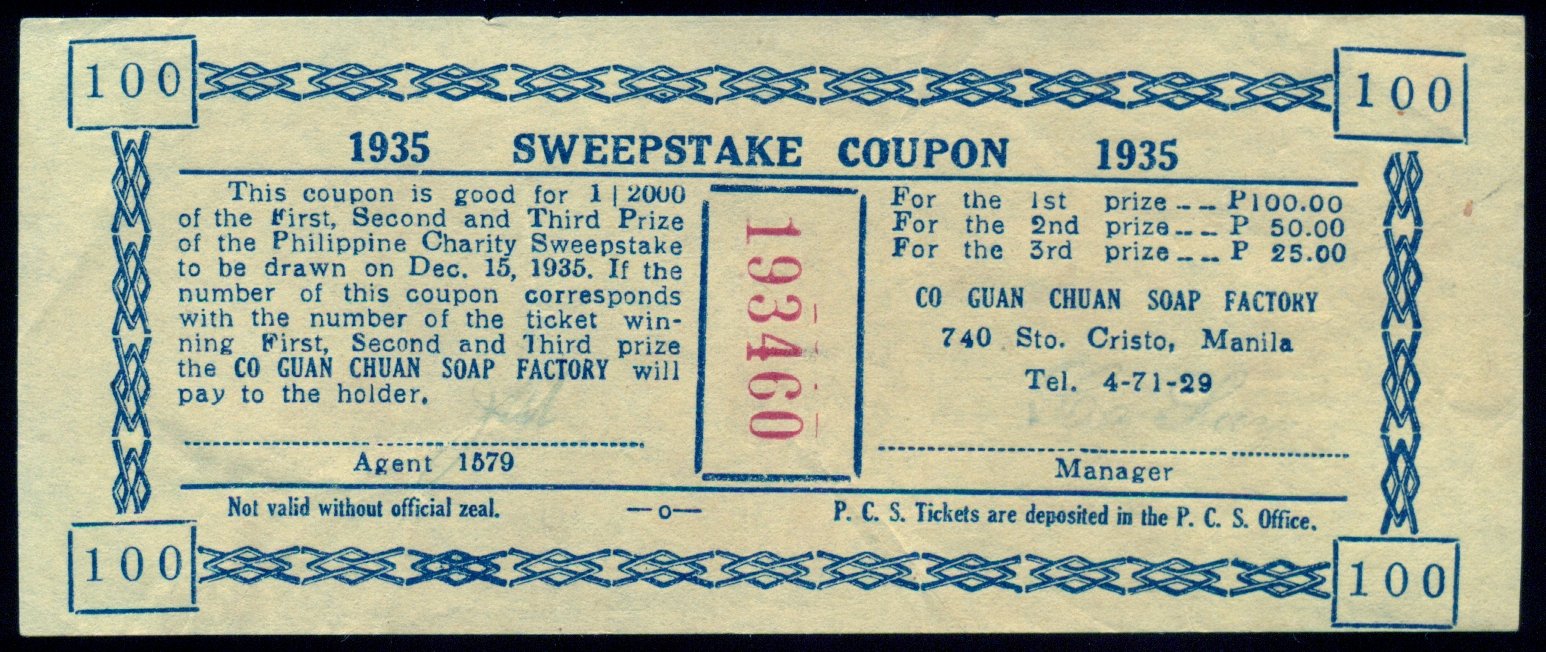 100
100
1935 SWEEPSTAKE COUPON 1935
This coupon is good for 1|2000
of the First, Second and Third Prize
of the Philippine Charity Sweepstake
to be drawn on Dec. 15, 1935. If the
number of this coupon corresponds
with the number of the ticket win-
ning First, Second and Third prize
the CO GUAN CHUAN SOAP FACTORY will
pay to the holder.
Agent 1579
193460
For the 1st prize -- -- P100.00
For the 2nd prize -- -- P 50.00
For the 3rd prize -- -- P 25.00
CO GUAN CHUAN SOAP FACTORY
740 Sto. Cristo, Manila
Tel. 4-71-29
Manager
Not valid without official zeal.
—o—
P. C. S. Tickets are deposited in the P. C. S. Office.
100
100